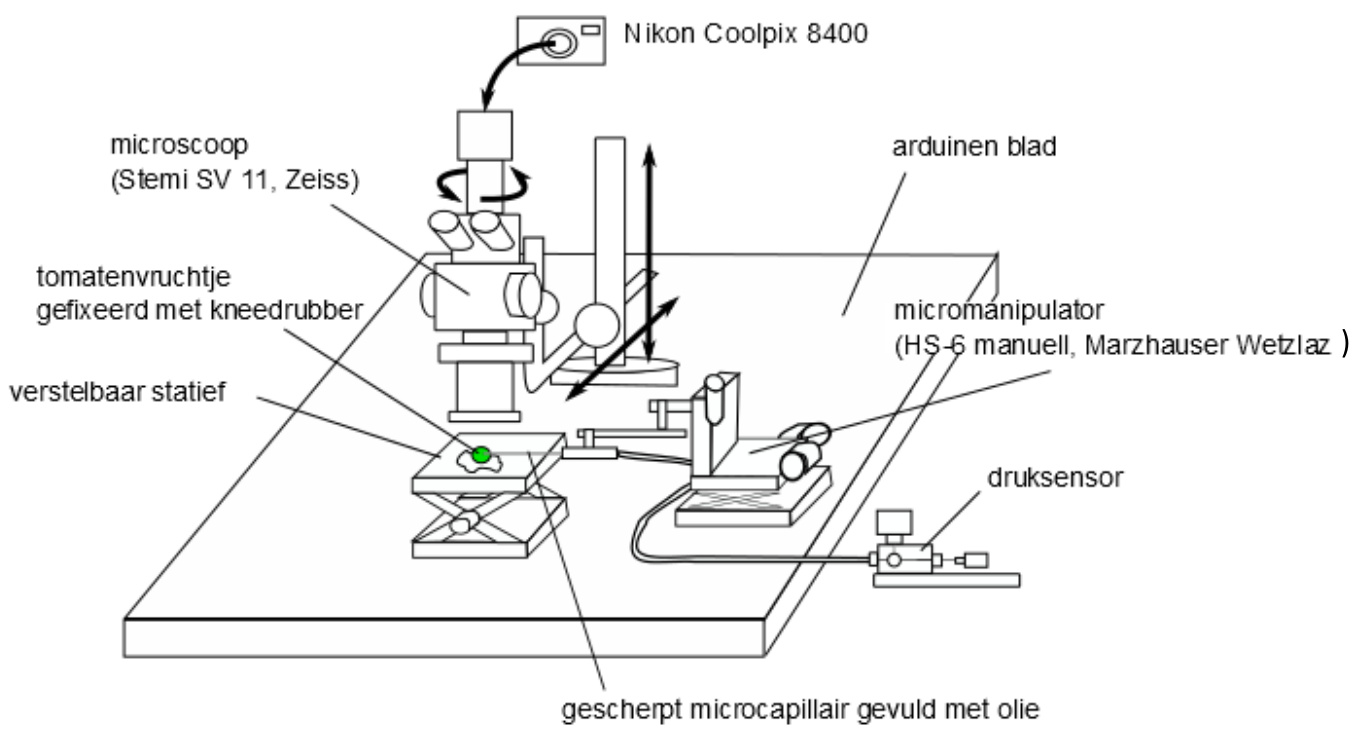 Nikon Coolpix 8400
microscoop
(Stemi SV 11, Zeiss)
arduinen blad
tomatenvruchtje
gefixeerd met kneedrubber
micromanipulator
(HS-6 manuell, Marzhauser Wetzlaz )
verstelbaar statief
druksensor
gescherpt microcapillair gevuld met olie